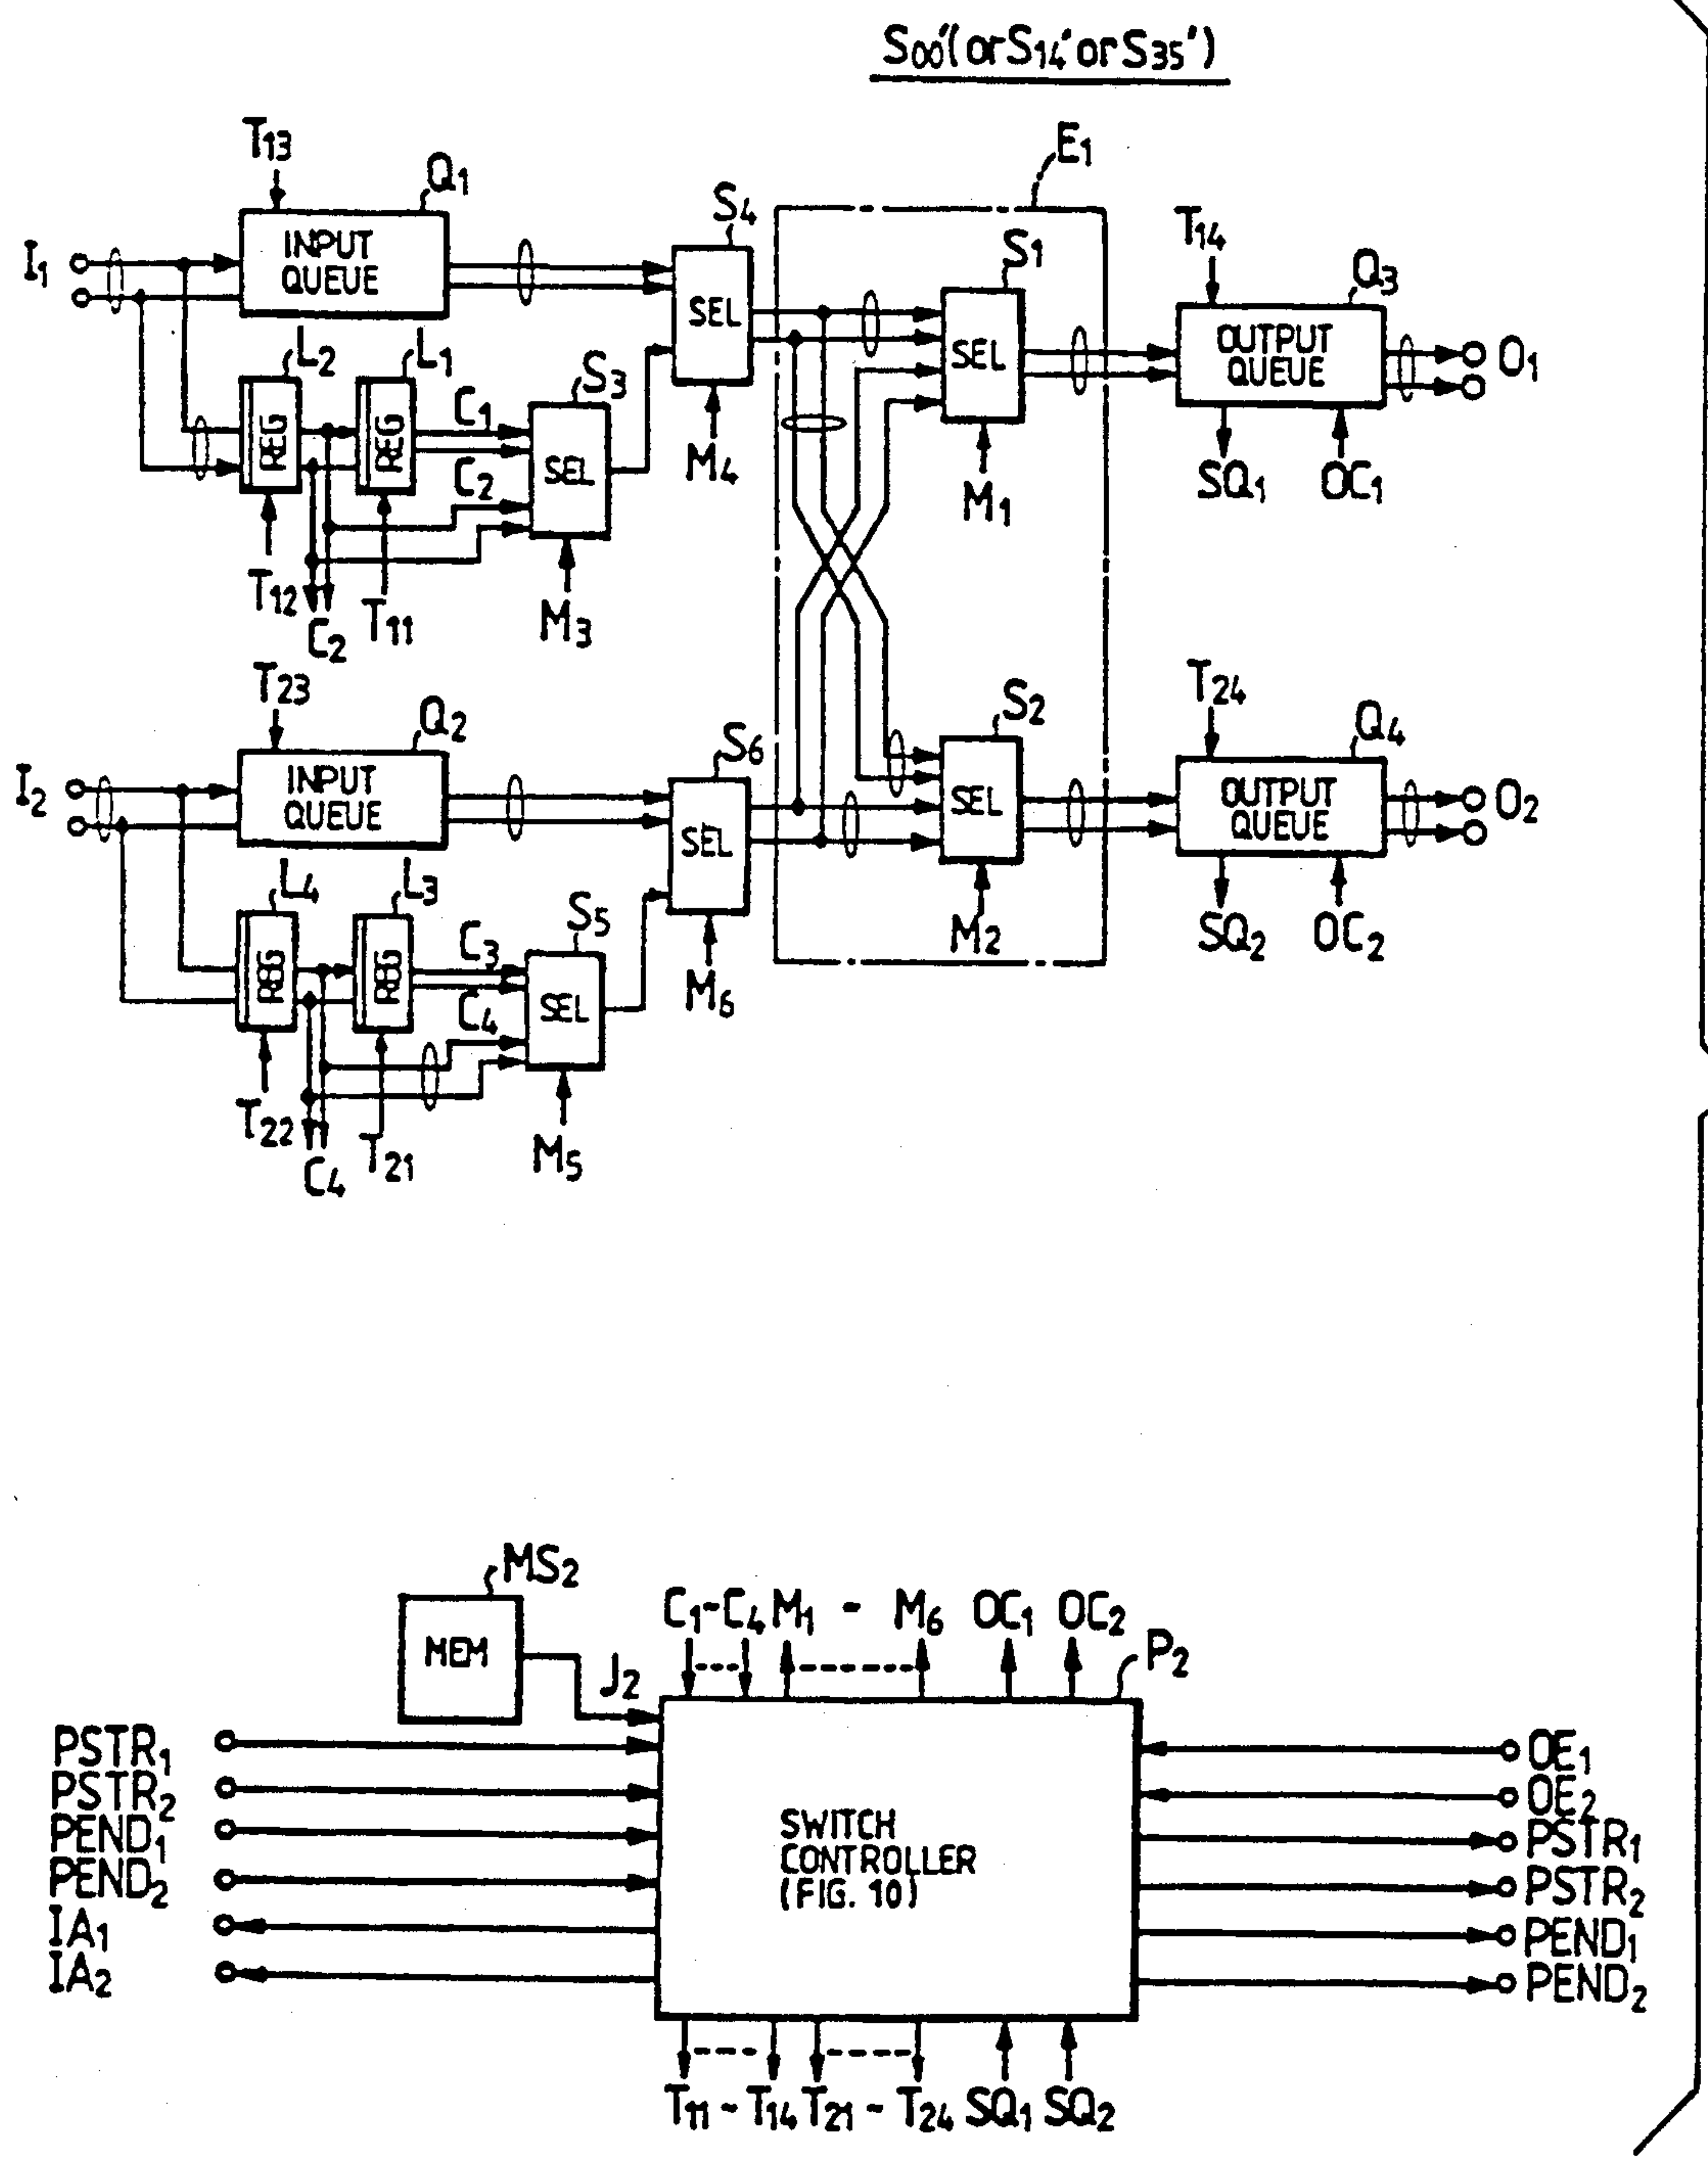 S00'(orS14'orS35')
T13
Q1
I1
INPUT
QUEUE
S4
E1
S1
T14
Q3
SEL
SEL
OUTPUT
QUEUE
O1
L2
L1
S3
REG
REG
C1
C2
SEL
M4
M1
SQ1
OC1
T12
C2
T11
M3
T23
Q2
I2
INPUT
QUEUE
S6
S2
T24
Q4
SEL
SEL
OUTPUT
QUEUE
O2
L4
L3
S5
REG
REG
C3
C4
SEL
M6
M2
SQ2
OC2
T22
C4
T21
M5
MS2
MEM
J2
C1-C4 M1 - M6 OC1 OC2
P2
PSTR1
PSTR2
PEND1
PEND2
IA1
IA2
SWITCH
CONTROLLER
(FIG. 10)
OE1
OE2
PSTR1
PSTR2
PEND1
PEND2
T11-T14 T21-T24 SQ1 SQ2